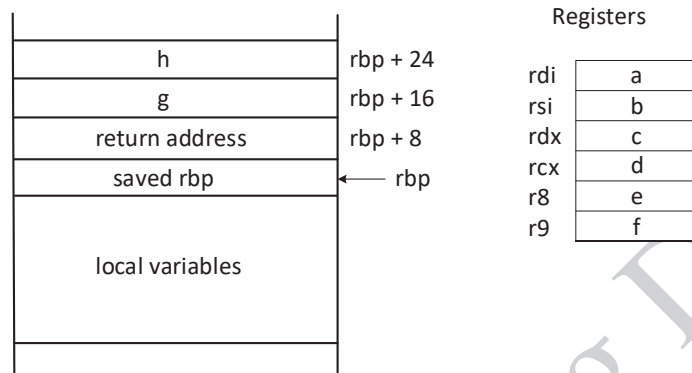 Registers
h rbp + 24
g rbp + 16
return address rbp + 8
saved rbp rbp
local variables
rdi a
rsi b
rdx c
rcx d
r8 e
r9 f